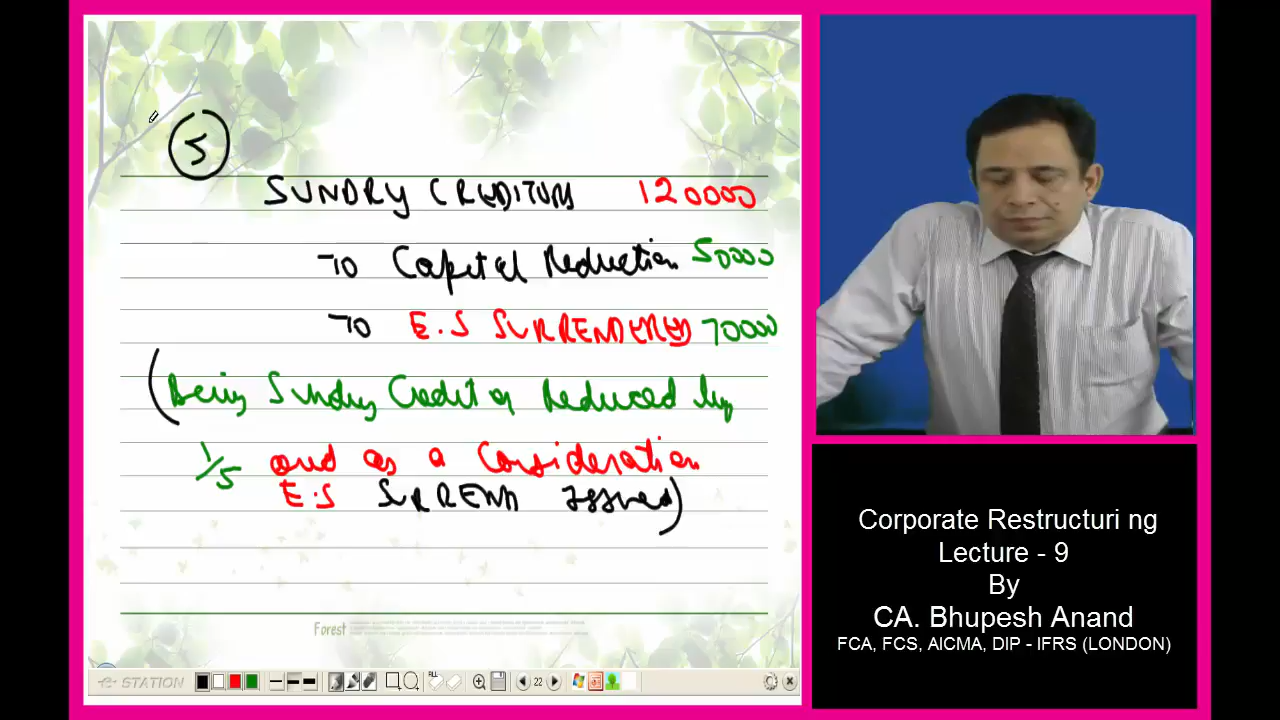 5
SUNDRY CREDITORS 120000
TO Capital Reduction 50000
TO E.S SURRENDERED 70000
(Being Sundry Creditor Reduced by
1/5 and as a Consideration
E.S SURREND issued)
Forest
e-STATION
22
Corporate Restructuri ng
Lecture - 9
By
CA. Bhupesh Anand
FCA, FCS, AICMA, DIP - IFRS (LONDON)